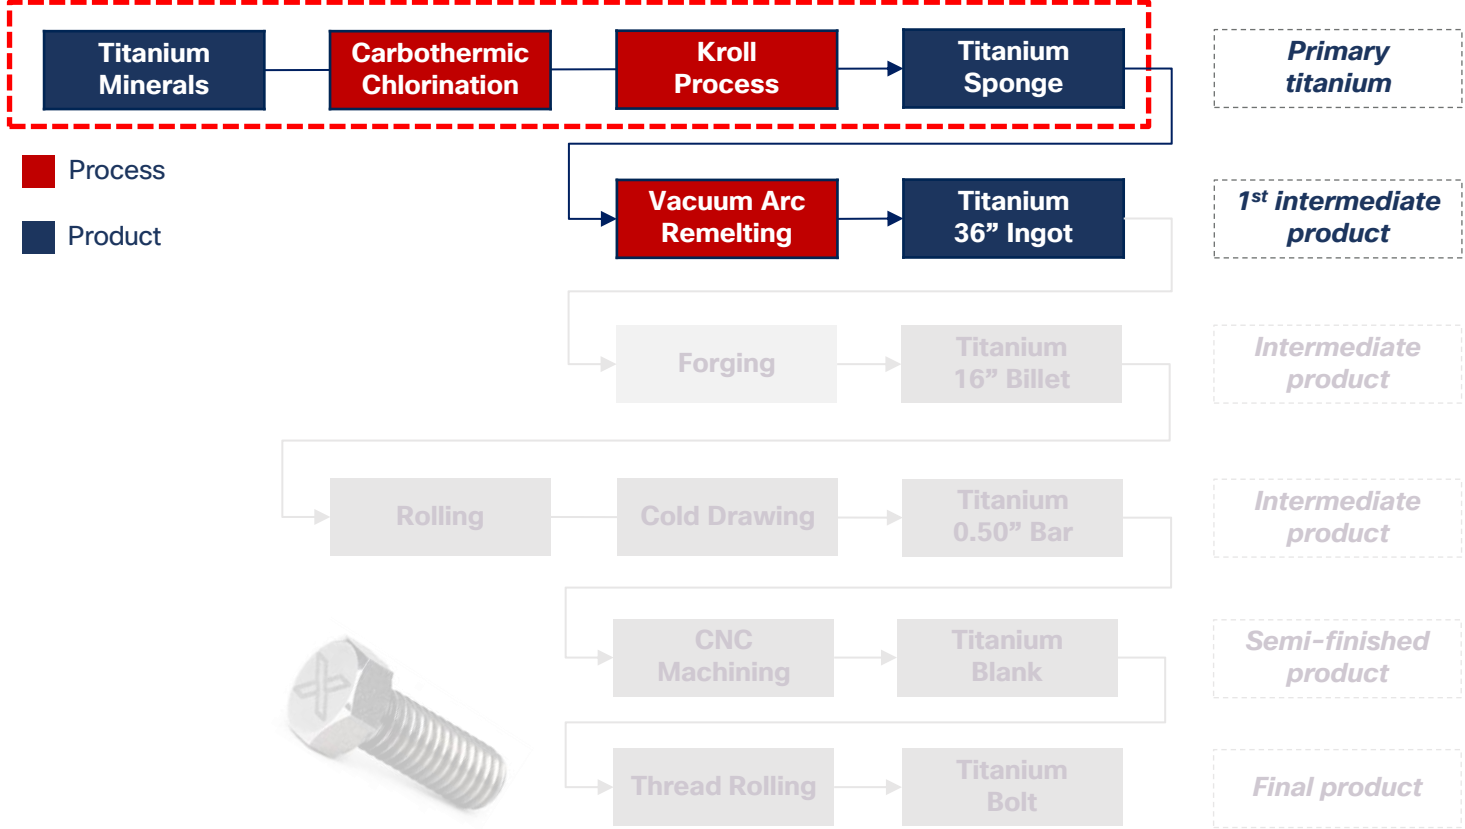 Titanium
Minerals
Carbothermic
Chlorination
Kroll
Process
Titanium
Sponge
Primary
titanium
Process
Product
Vacuum Arc
Remelting
Titanium
36” Ingot
1st intermediate
product
Forging
Titanium
16” Billet
Intermediate
product
Rolling
Cold Drawing
Titanium
0.50” Bar
Intermediate
product
CNC
Machining
Titanium
Blank
Semi-finished
product
Thread Rolling
Titanium
Bolt
Final product